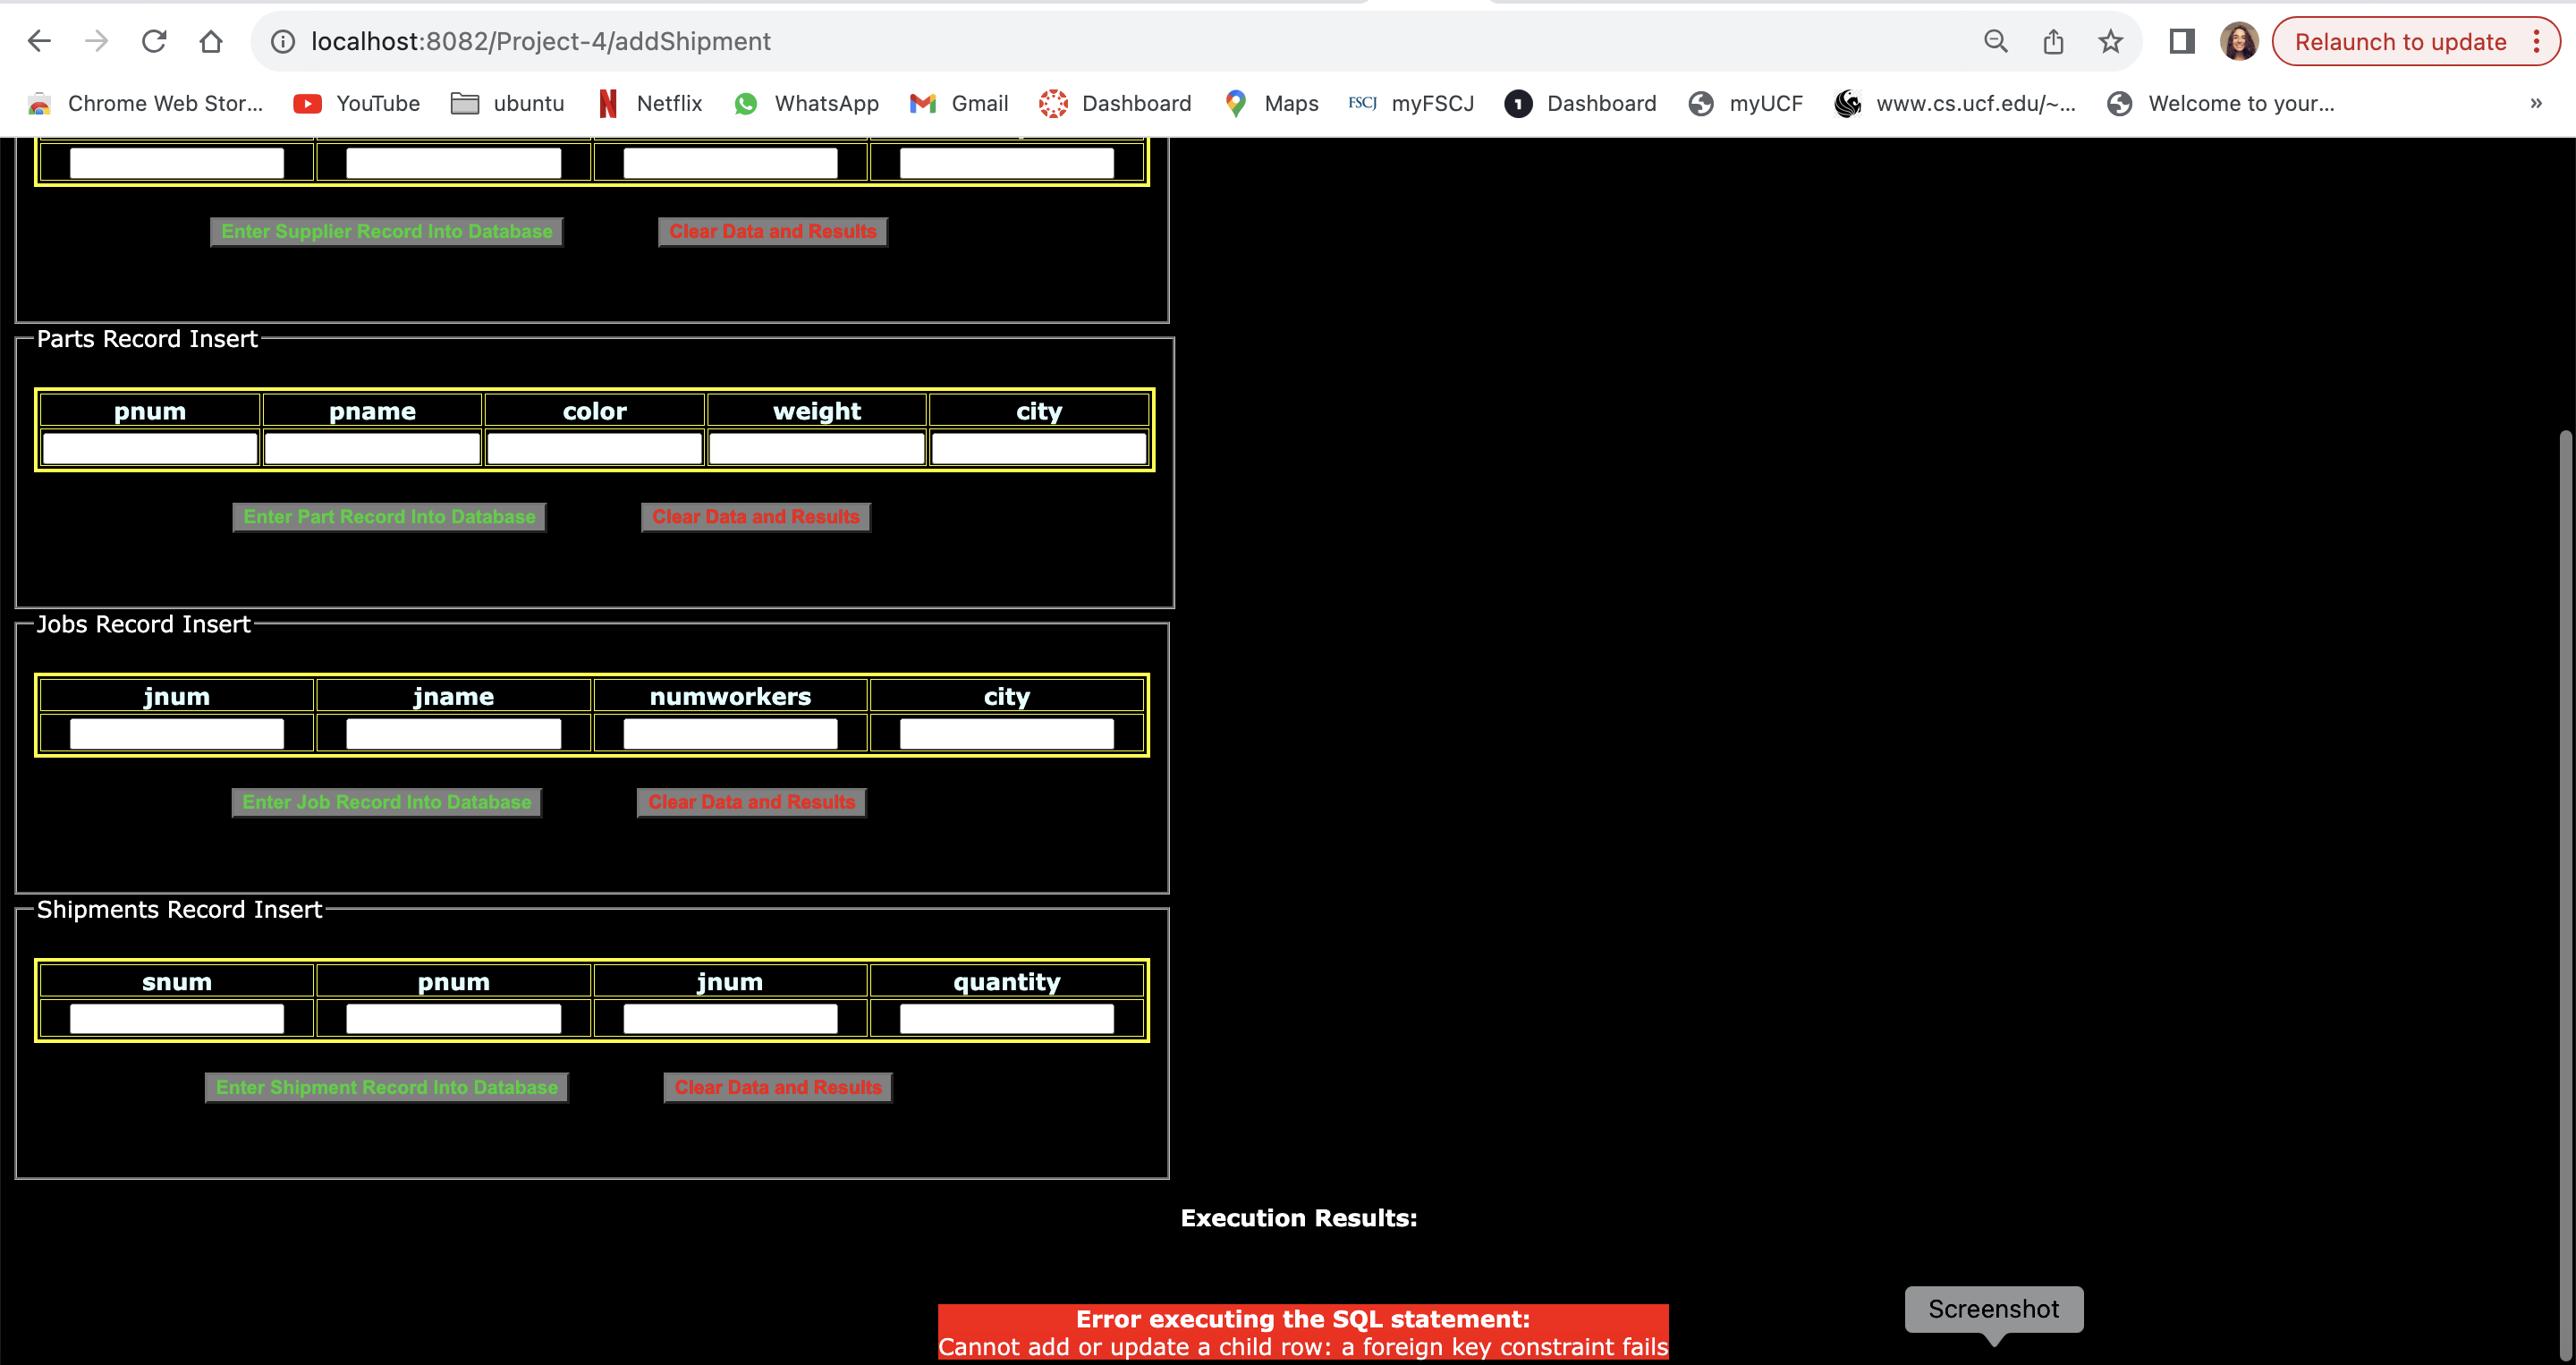 localhost:8082/Project-4/addShipment
Relaunch to update
Chrome Web Stor...
YouTube
ubuntu
Netflix
WhatsApp
Gmail
Dashboard
Maps
FSCJ myFSCJ
1 Dashboard
myUCF
www.cs.ucf.edu/~...
Welcome to your...
»
Enter Supplier Record Into Database
Clear Data and Results
Parts Record Insert
pnum pname color weight city
Enter Part Record Into Database
Clear Data and Results
Jobs Record Insert
jnum jname numworkers city
Enter Job Record Into Database
Clear Data and Results
Shipments Record Insert
snum pnum jnum quantity
Enter Shipment Record Into Database
Clear Data and Results
Execution Results:
Screenshot
Error executing the SQL statement:
Cannot add or update a child row: a foreign key constraint fails